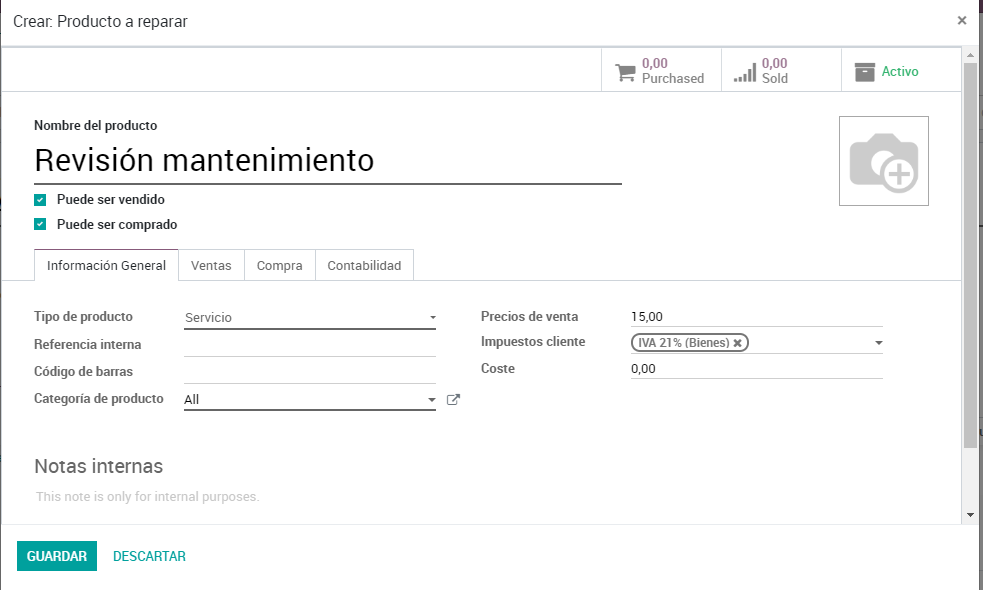 Crear: Producto a reparar ×
0,00
Purchased
0,00
Sold
Activo
Nombre del producto
Revisión mantenimiento
Puede ser vendido
Puede ser comprado
Información General Ventas Compra Contabilidad
Tipo de producto Servicio
Referencia interna
Código de barras
Categoría de producto All
Precios de venta 15,00
Impuestos cliente IVA 21% (Bienes) ×
Coste 0,00
Notas internas
This note is only for internal purposes.
GUARDAR DESCARTAR